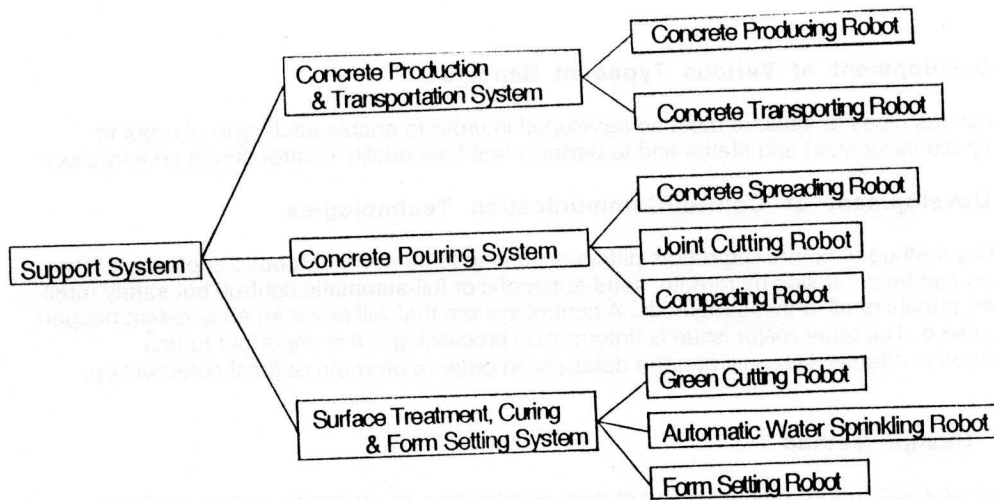 Concrete Producing Robot
Concrete Production
& Transportation System
Concrete Transporting Robot
Concrete Spreading Robot
Support System
Concrete Pouring System
Joint Cutting Robot
Compacting Robot
Green Cutting Robot
Surface Treatment, Curing
& Form Setting System
Automatic Water Sprinkling Robot
Form Setting Robot